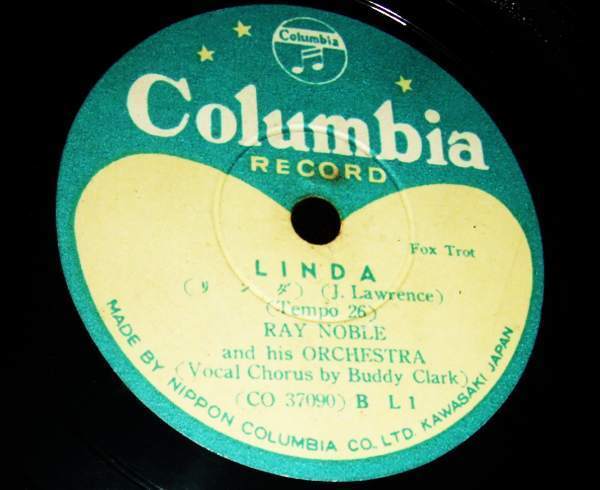 Columbia
Columbia
RECORD
Fox Trot
LINDA
(リンダ) (J. Lawrence)
(Tempo 26)
RAY NOBLE
and his ORCHESTRA
(Vocal Chorus by Buddy Clark)
(CO 37090) B L 1
MADE BY NIPPON COLUMBIA CO., LTD. KAWASAKI JAPAN